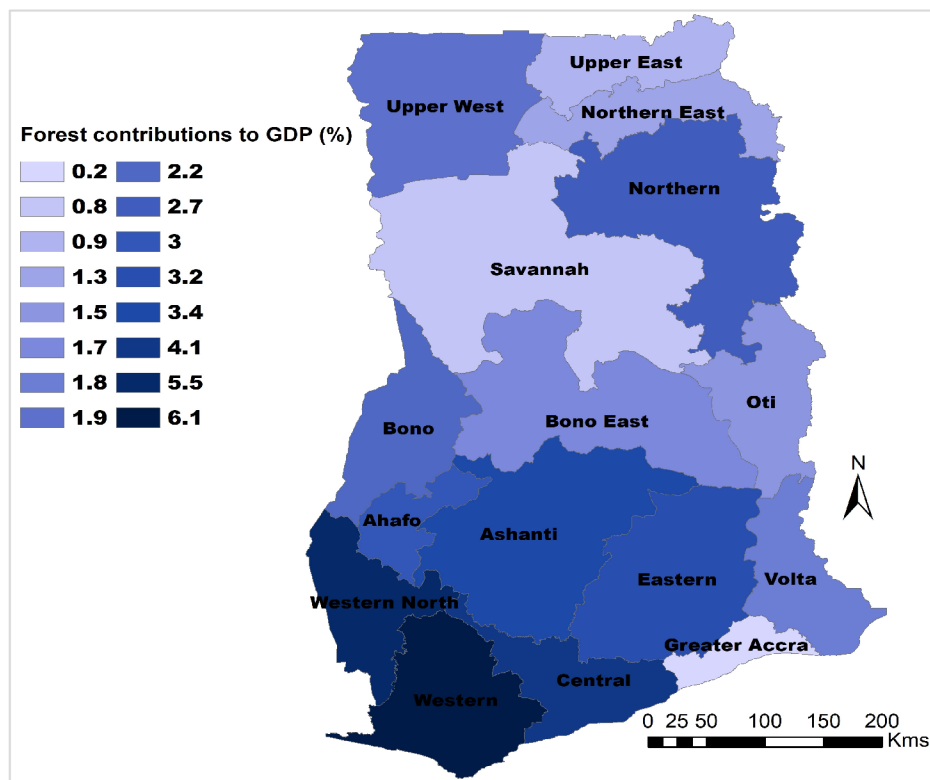 Upper East
Upper West
Northern East
Forest contributions to GDP (%)
0.2 2.2
0.8 2.7
0.9 3
1.3 3.2
1.5 3.4
1.7 4.1
1.8 5.5
1.9 6.1
Northern
Savannah
Oti
Bono East
Bono
N
Ahafo
Ashanti
Eastern
Volta
Western North
Greater Accra
Central
Western
0 25 50 100 150 200
Kms